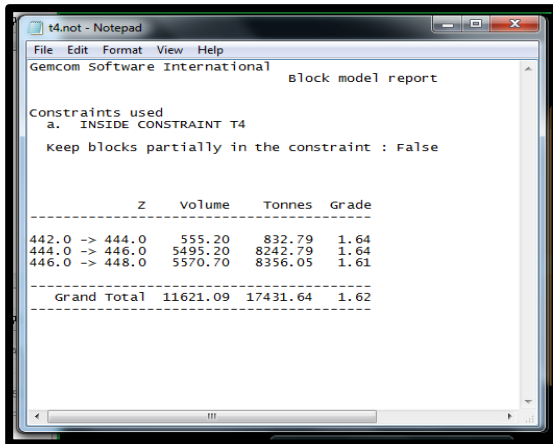 t4.not - Notepad
File Edit Format View Help
Gemcom Software International
Block model report
Constraints used
a. INSIDE CONSTRAINT T4
Keep blocks partially in the constraint : False
Z Volume Tonnes Grade
-------------------------------------------
442.0 -> 444.0 555.20 832.79 1.64
444.0 -> 446.0 5495.20 8242.79 1.64
446.0 -> 448.0 5570.70 8356.05 1.61
-------------------------------------------
Grand Total 11621.09 17431.64 1.62
-------------------------------------------